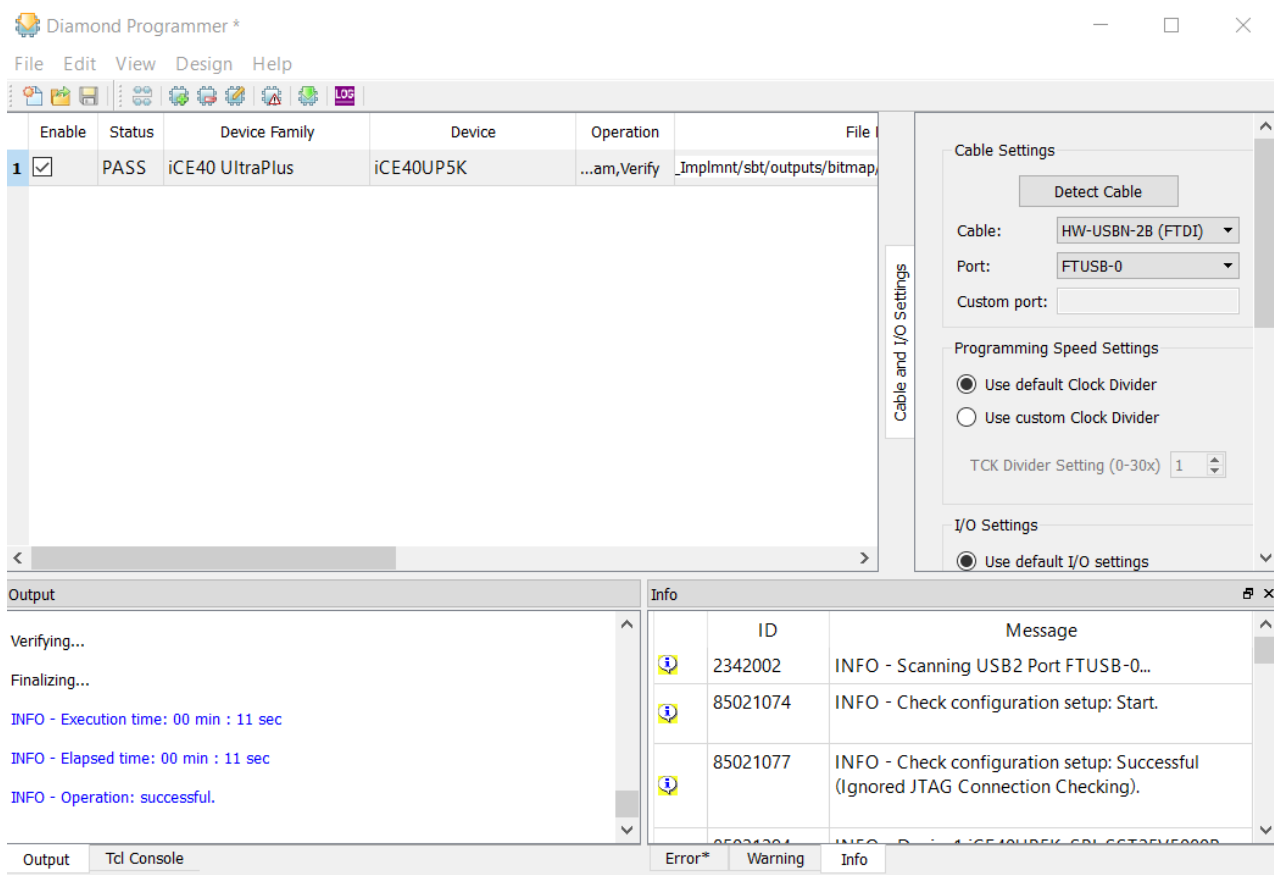 Diamond Programmer *
File Edit View Design Help
LOG
Enable Status Device Family Device Operation File
1 PASS iCE40 UltraPlus iCE40UP5K ...am,Verify _Implmnt/sbt/outputs/bitmap/
Cable and I/O Settings
Cable Settings
Detect Cable
Cable: HW-USBN-2B (FTDI)
Port: FTUSB-0
Custom port:
Programming Speed Settings
Use default Clock Divider
Use custom Clock Divider
TCK Divider Setting (0-30x) 1
I/O Settings
Use default I/O settings
Output
Verifying...
Finalizing...
INFO - Execution time: 00 min : 11 sec
INFO - Elapsed time: 00 min : 11 sec
INFO - Operation: successful.
Output Tcl Console
Info
ID Message
2342002 INFO - Scanning USB2 Port FTUSB-0...
85021074 INFO - Check configuration setup: Start.
85021077 INFO - Check configuration setup: Successful
(Ignored JTAG Connection Checking).
Error* Warning Info